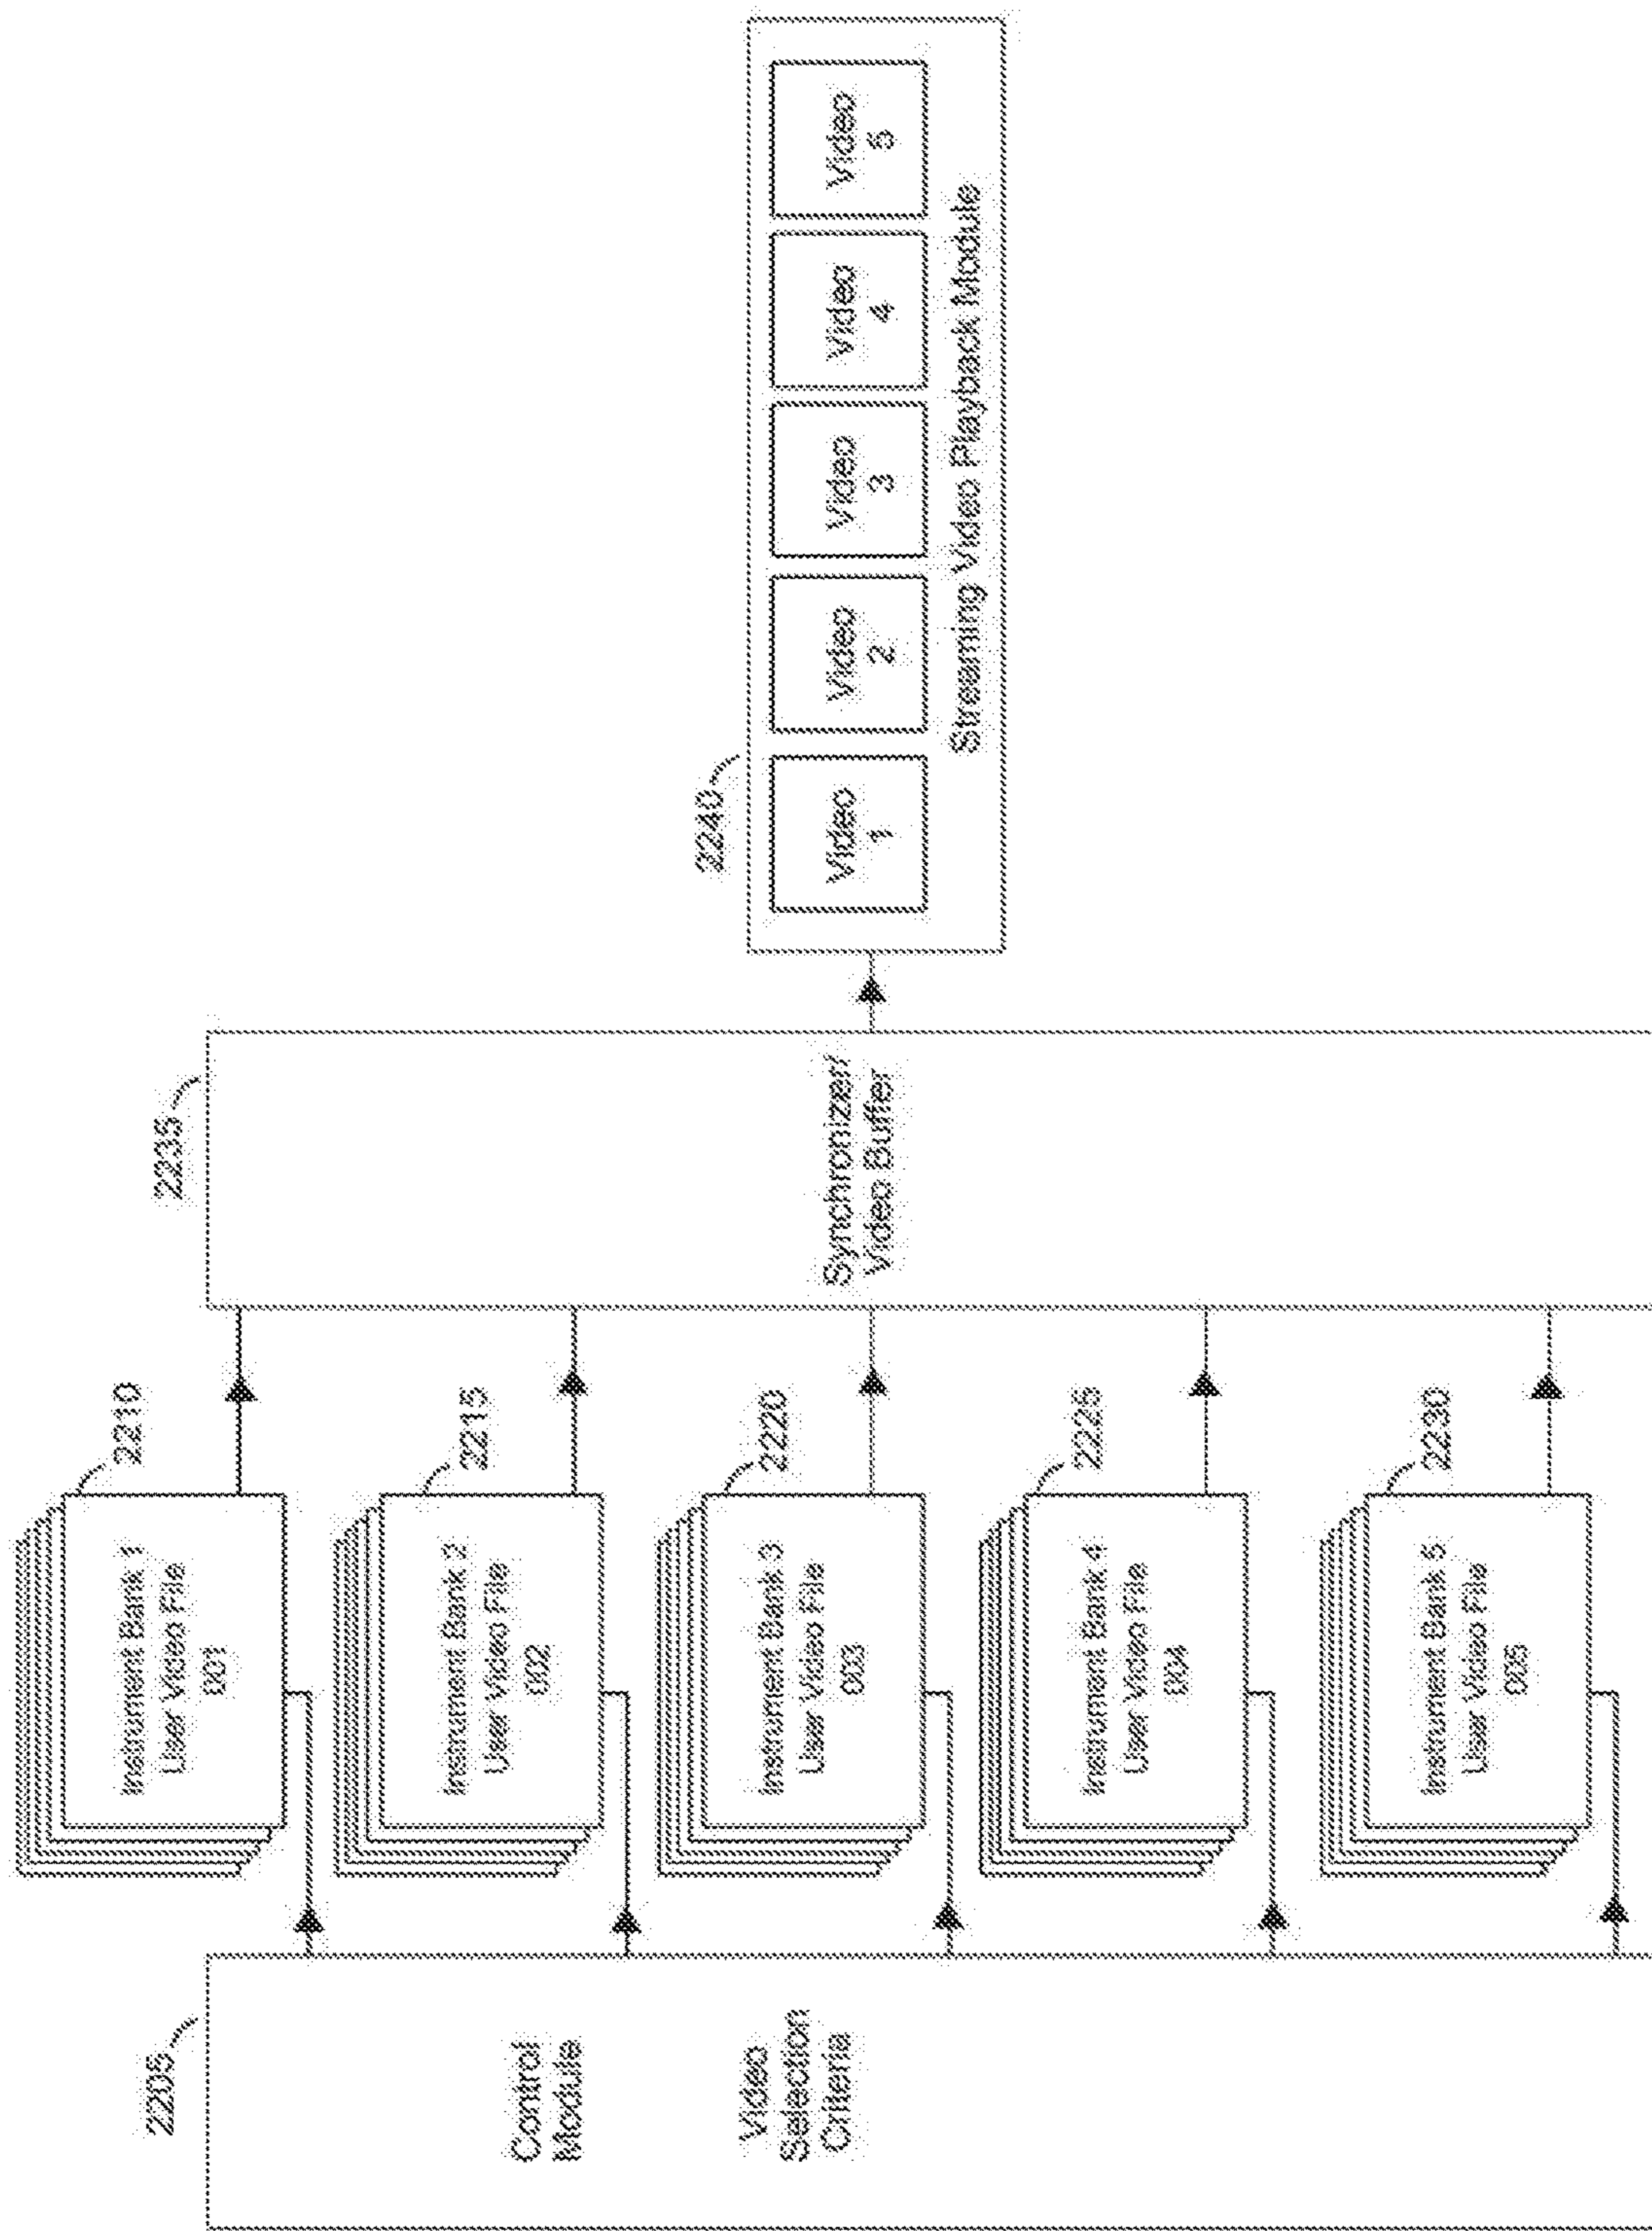 2205
Control
Module
Video
Selection
Criteria
Instrument Bank 1
User Video File
001
2210
Instrument Bank 2
User Video File
002
2215
Instrument Bank 3
User Video File
003
2220
Instrument Bank 4
User Video File
004
2225
Instrument Bank 5
User Video File
005
2230
2235
Synchronizer/
Video Buffer
2240
Video
1
Video
2
Video
3
Video
4
Video
5
Streaming Video Playback Module